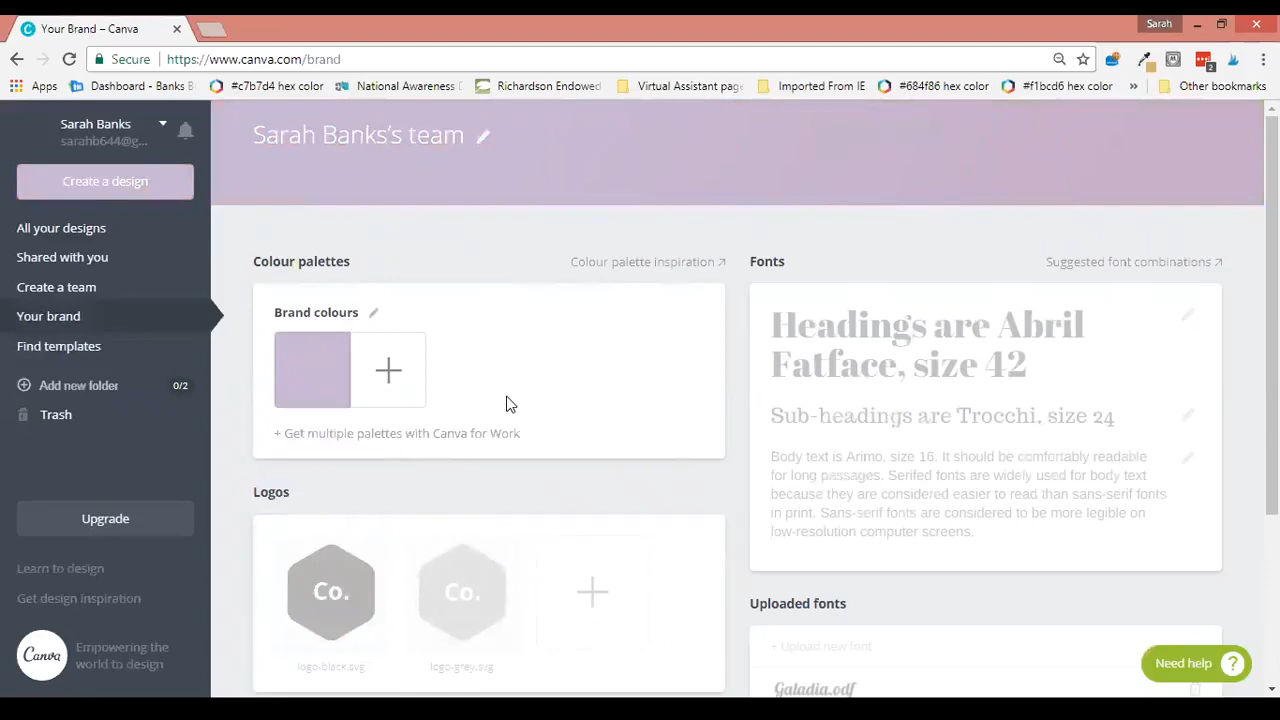 Your Brand – Canva
Sarah
Secure
https://www.canva.com/brand
Apps
Dashboard - Banks B
#c7b7d4 hex color
National Awareness D
Richardson Endowed
Virtual Assistant page
Imported From IE
#684f86 hex color
#f1bcd6 hex color
»
Other bookmarks
2
Sarah Banks
sarahb644@g...
Create a design
All your designs
Shared with you
Create a team
Your brand
Find templates
Add new folder
0/2
Trash
Upgrade
Learn to design
Get design inspiration
Canva
Empowering the
world to design
Sarah Banks's team
Colour palettes
Colour palette inspiration
Brand colours
+ Get multiple palettes with Canva for Work
Logos
Co.
Co.
logo-black.svg
logo-grey.svg
Fonts
Suggested font combinations
Headings are Abril
Fatface, size 42
Sub-headings are Trocchi, size 24
Body text is Arimo, size 16. It should be comfortably readable
for long passages. Serifed fonts are widely used for body text
because they are considered easier to read than sans-serif fonts
in print. Sans-serif fonts are considered to be more legible on
low-resolution computer screens.
Uploaded fonts
+ Upload new font
Galadia.odf
Need help ?